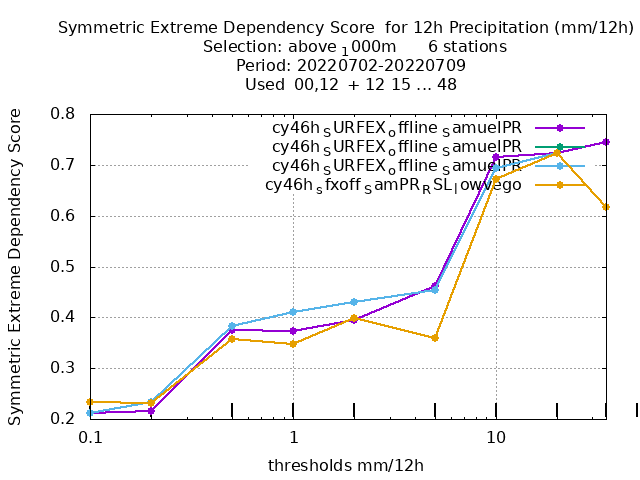 Symmetric Extreme Dependency Score  for 12h Precipitation (mm/12h)
Selection: above 1000m      6 stations
Period: 20220702-20220709
Used  00,12  + 12 15 ... 48
Symmetric Extreme Dependency Score
0.8
0.7
0.6
0.5
0.4
0.3
0.2
cy46h SURFEX offline SamuelPR
cy46h SURFEX offline SamuelPR
cy46h SURFEX offline SamuelPR
cy46h sfxoff SamPR RSL lowvego
0.1
1
10
thresholds mm/12h